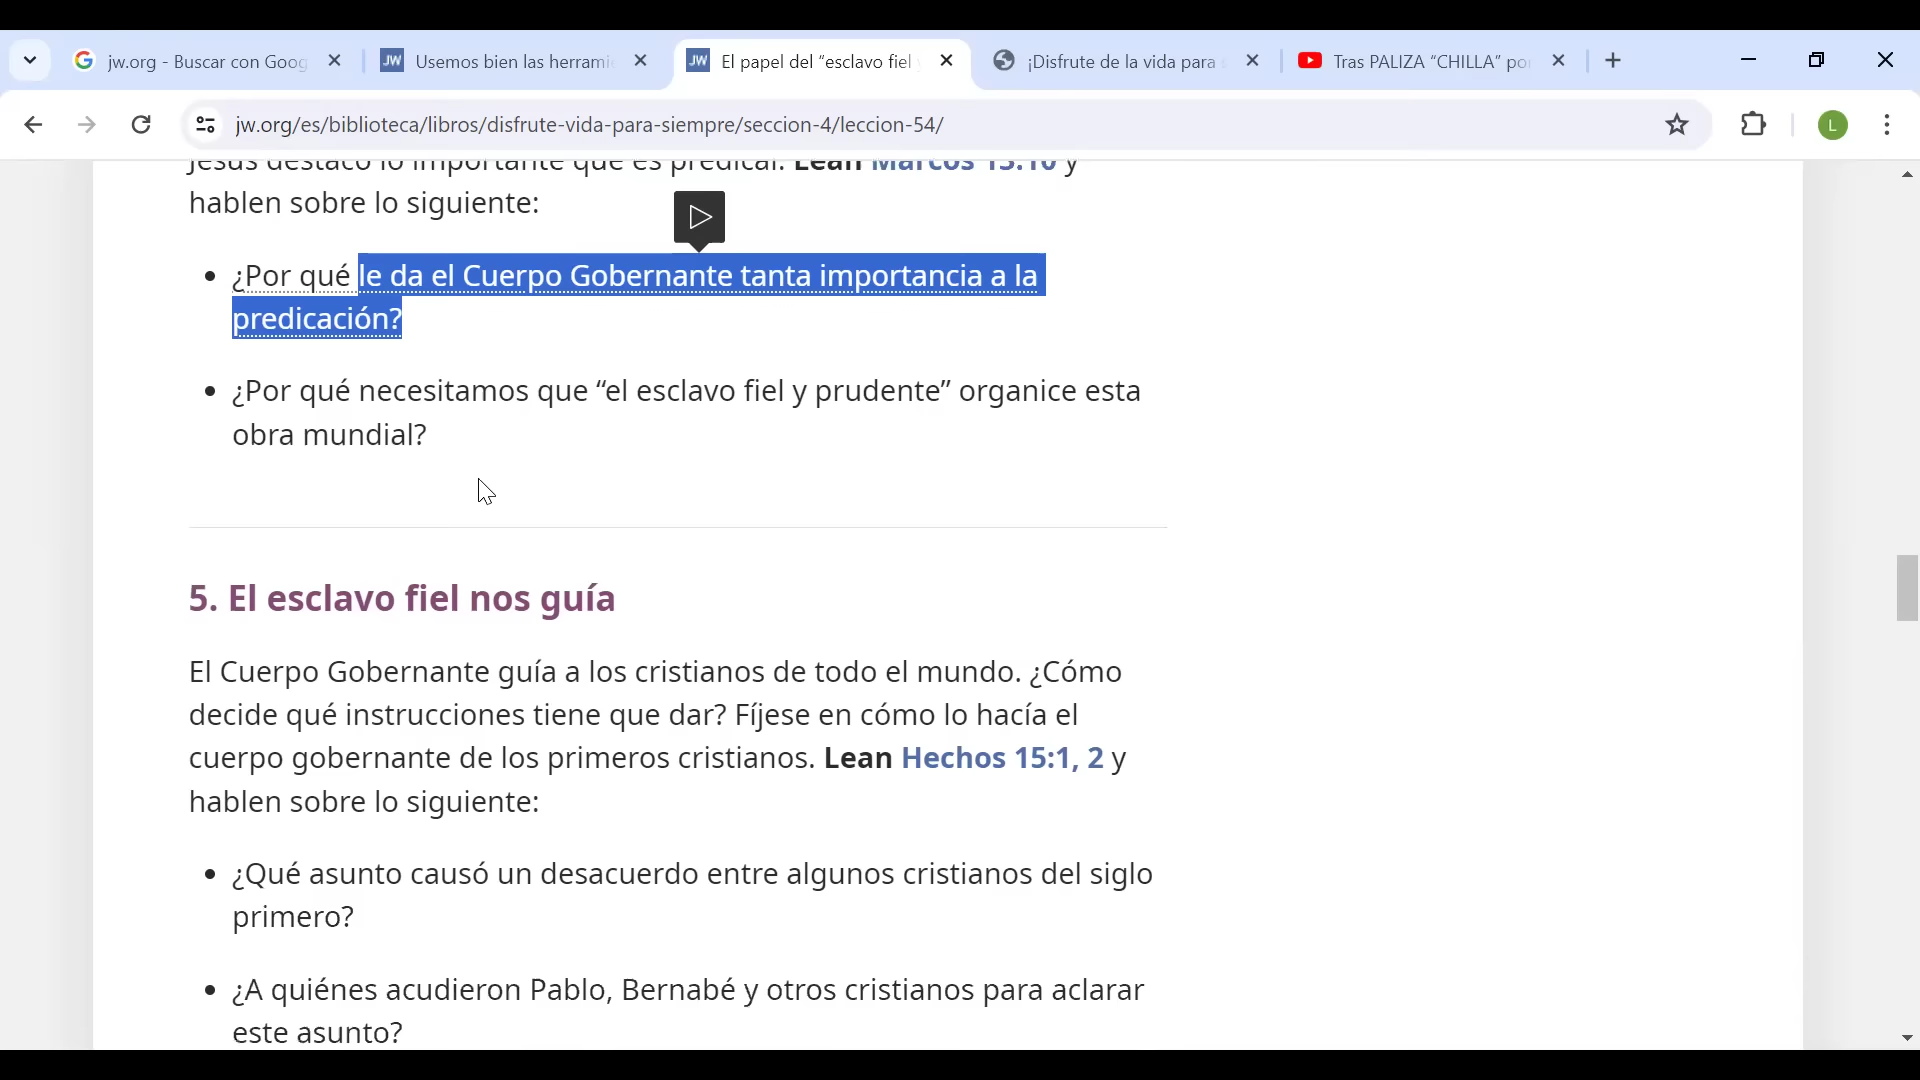 jw.org - Buscar con Goog
Usemos bien las herrami
El papel del “esclavo fiel y
¡Disfrute de la vida para s
Tras PALIZA “CHILLA” po
jw.org/es/biblioteca/libros/disfrute-vida-para-siempre/seccion-4/leccion-54/
L
Jesús destacó lo importante que es predicar. Lean Marcos 13:10 y
hablen sobre lo siguiente:
¿Por qué le da el Cuerpo Gobernante tanta importancia a la
predicación?
¿Por qué necesitamos que “el esclavo fiel y prudente” organice esta
obra mundial?
5. El esclavo fiel nos guía
El Cuerpo Gobernante guía a los cristianos de todo el mundo. ¿Cómo
decide qué instrucciones tiene que dar? Fíjese en cómo lo hacía el
cuerpo gobernante de los primeros cristianos. Lean Hechos 15:1, 2 y
hablen sobre lo siguiente:
¿Qué asunto causó un desacuerdo entre algunos cristianos del siglo
primero?
¿A quiénes acudieron Pablo, Bernabé y otros cristianos para aclarar
este asunto?